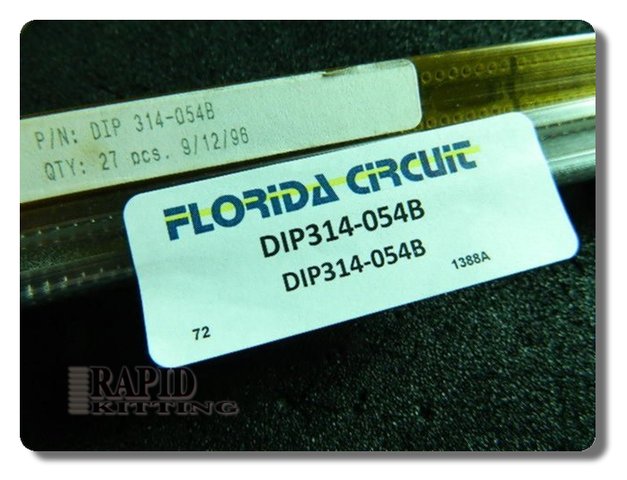 P/N: DIP 314-054B
QTY: 27 pcs. 9/12/96
FLORIDA CIRCUIT
DIP314-054B
DIP314-054B
1388A
72
RAPID
KITTING